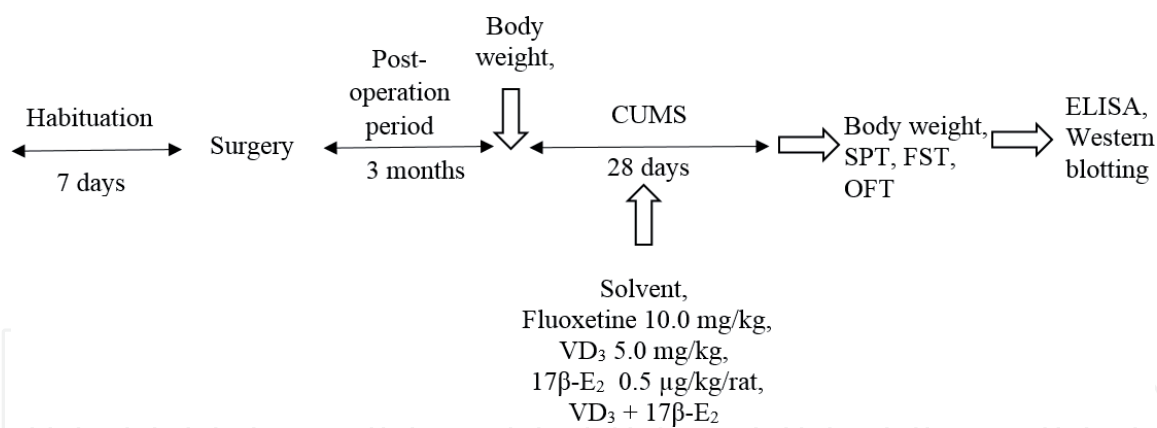 Habituation
7 days
Surgery
Post-
operation
period
3 months
Body
weight,
CUMS
28 days
Solvent,
Fluoxetine 10.0 mg/kg,
VD₃ 5.0 mg/kg,
17β-E₂ 0.5 µg/kg/rat,
VD₃ + 17β-E₂
Body weight,
SPT, FST,
OFT
ELISA,
Western
blotting